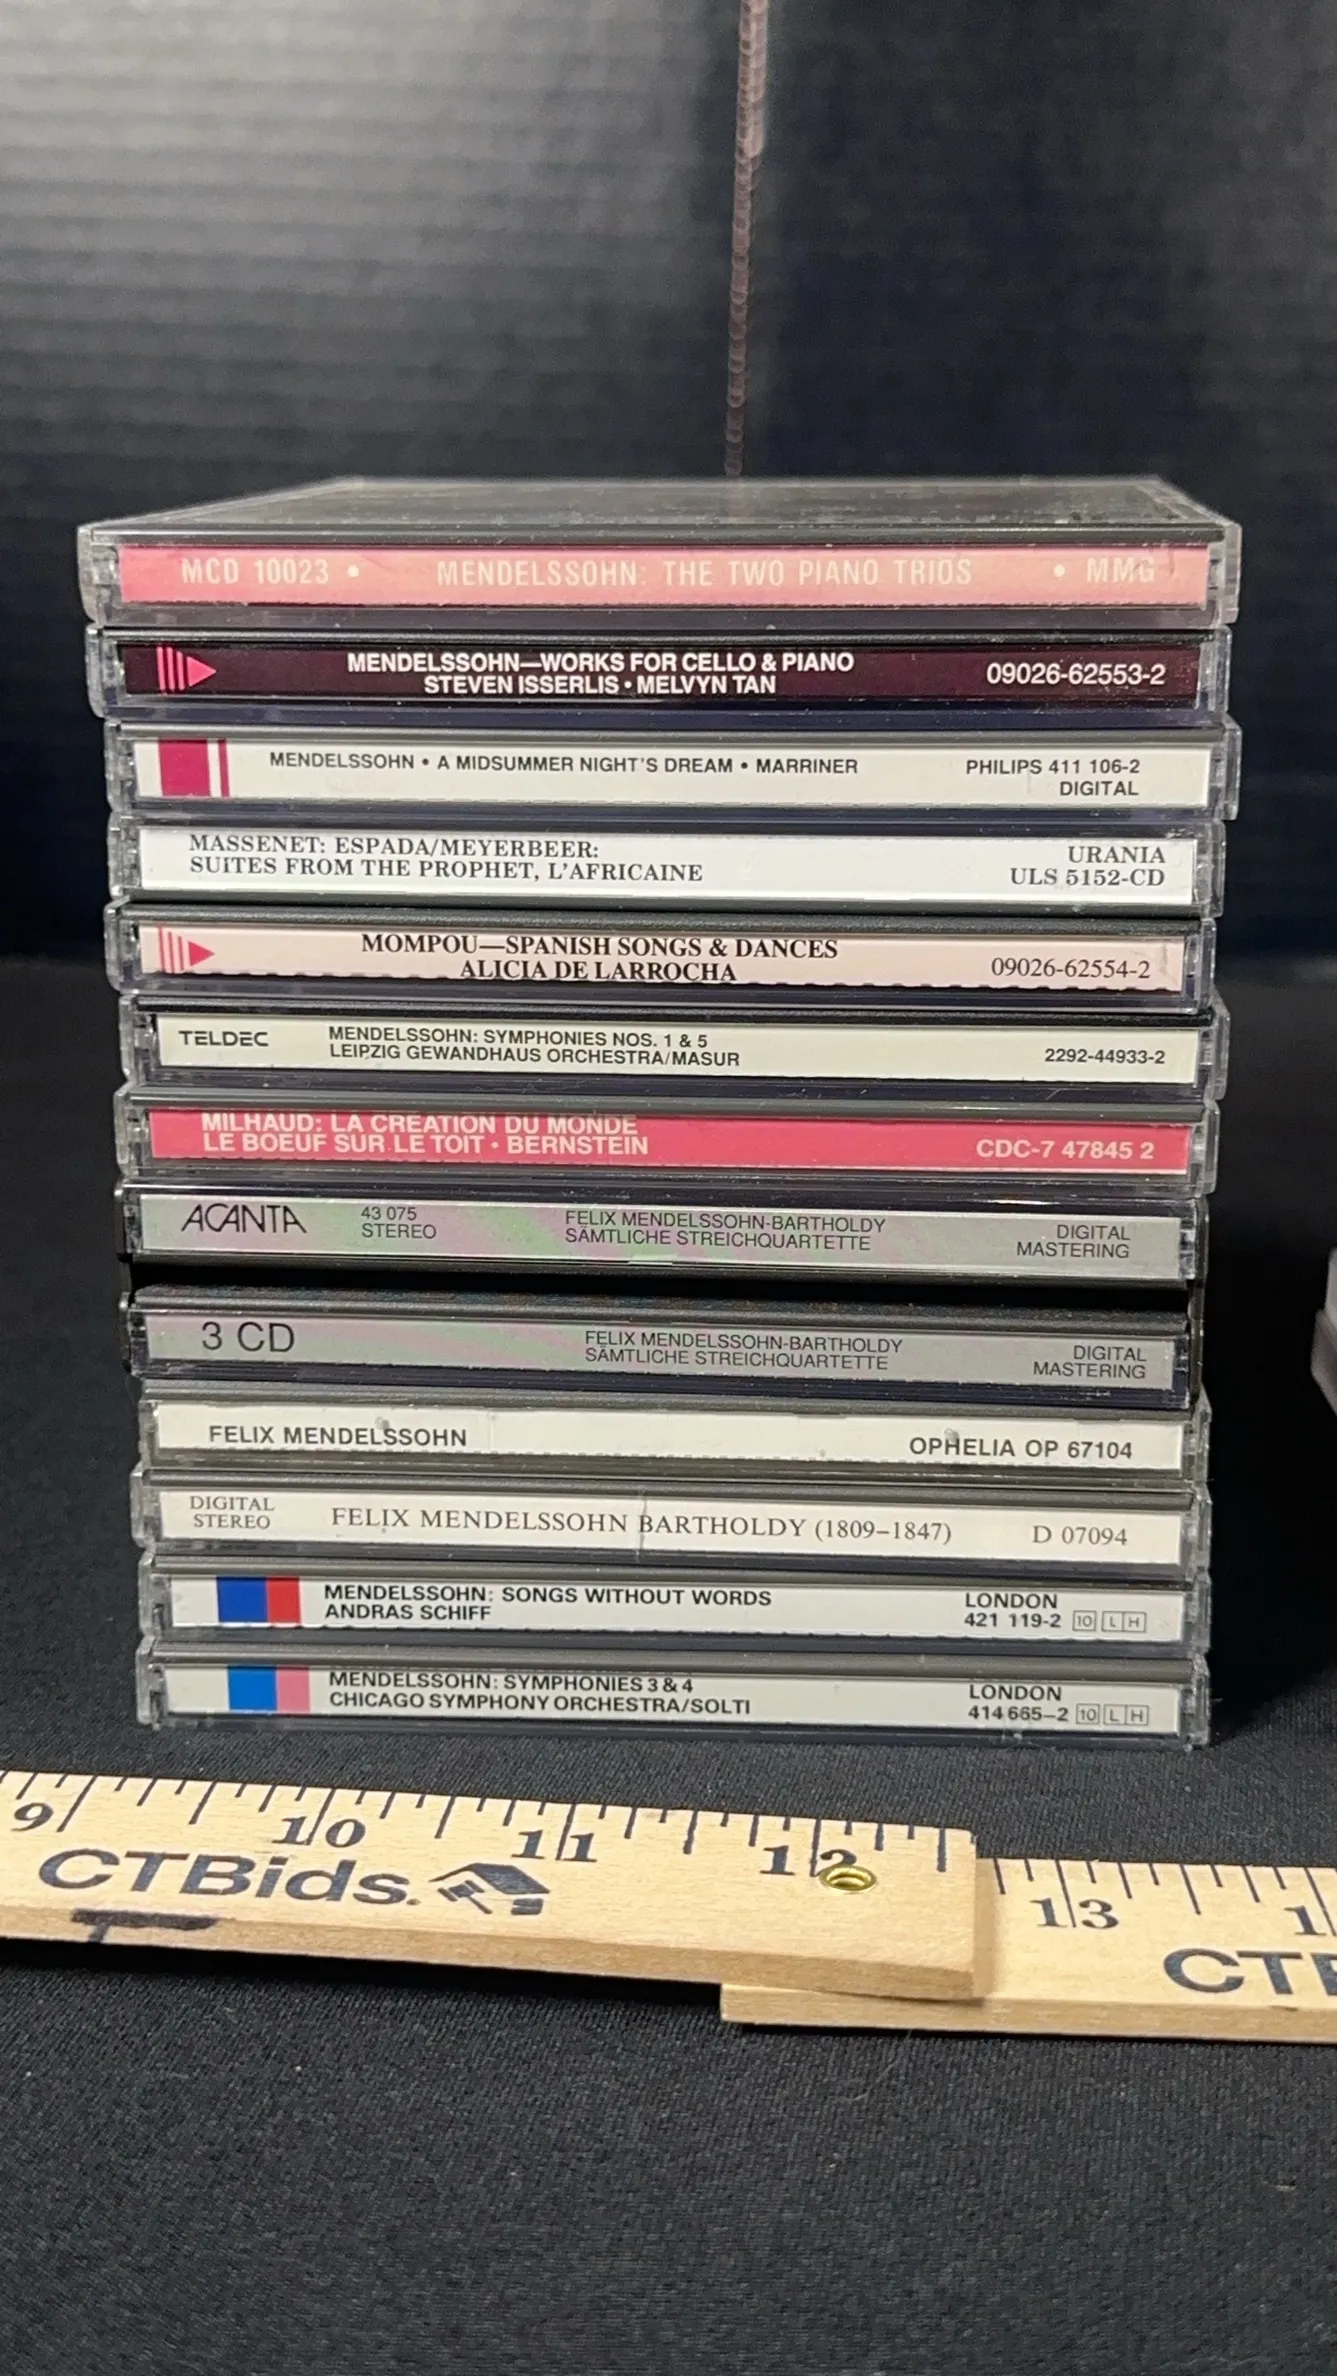 MCD 10023 • MENDELSSOHN: THE TWO PIANO TRIOS • MMG
MENDELSSOHN—WORKS FOR CELLO & PIANO
STEVEN ISSERLIS • MELVYN TAN
09026-62553-2
MENDELSSOHN • A MIDSUMMER NIGHT'S DREAM • MARRINER
PHILIPS 411 106-2
DIGITAL
MASSENET: ESPADA/MEYERBEER:
SUITES FROM THE PROPHET, L'AFRICAINE
URANIA
ULS 5152-CD
MOMPOU—SPANISH SONGS & DANCES
ALICIA DE LARROCHA
09026-62554-2
TELDEC
MENDELSSOHN: SYMPHONIES NOS. 1 & 5
LEIPZIG GEWANDHAUS ORCHESTRA/MASUR
2292-44933-2
MILHAUD: LA CREATION DU MONDE
LE BOEUF SUR LE TOIT • BERNSTEIN
CDC-7 47845 2
ACANTA
43 075
STEREO
FELIX MENDELSSOHN-BARTHOLDY
SÄMTLICHE STREICHQUARTETTE
DIGITAL
MASTERING
3 CD
FELIX MENDELSSOHN-BARTHOLDY
SÄMTLICHE STREICHQUARTETTE
DIGITAL
MASTERING
FELIX MENDELSSOHN
OPHELIA OP 67104
DIGITAL
STEREO
FELIX MENDELSSOHN BARTHOLDY (1809–1847)
D 07094
MENDELSSOHN: SONGS WITHOUT WORDS
ANDRAS SCHIFF
LONDON
421 119-2 10 L H
MENDELSSOHN: SYMPHONIES 3 & 4
CHICAGO SYMPHONY ORCHESTRA/SOLTI
LONDON
414 665–2 10 L H
9 10 11 12 13
CTBids.